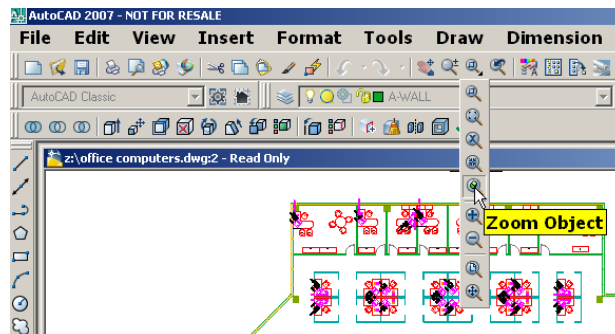 AutoCAD 2007 - NOT FOR RESALE
File Edit View Insert Format Tools Draw Dimension
AutoCAD Classic A-WALL
z:\office computers.dwg:2 - Read Only
Zoom Object